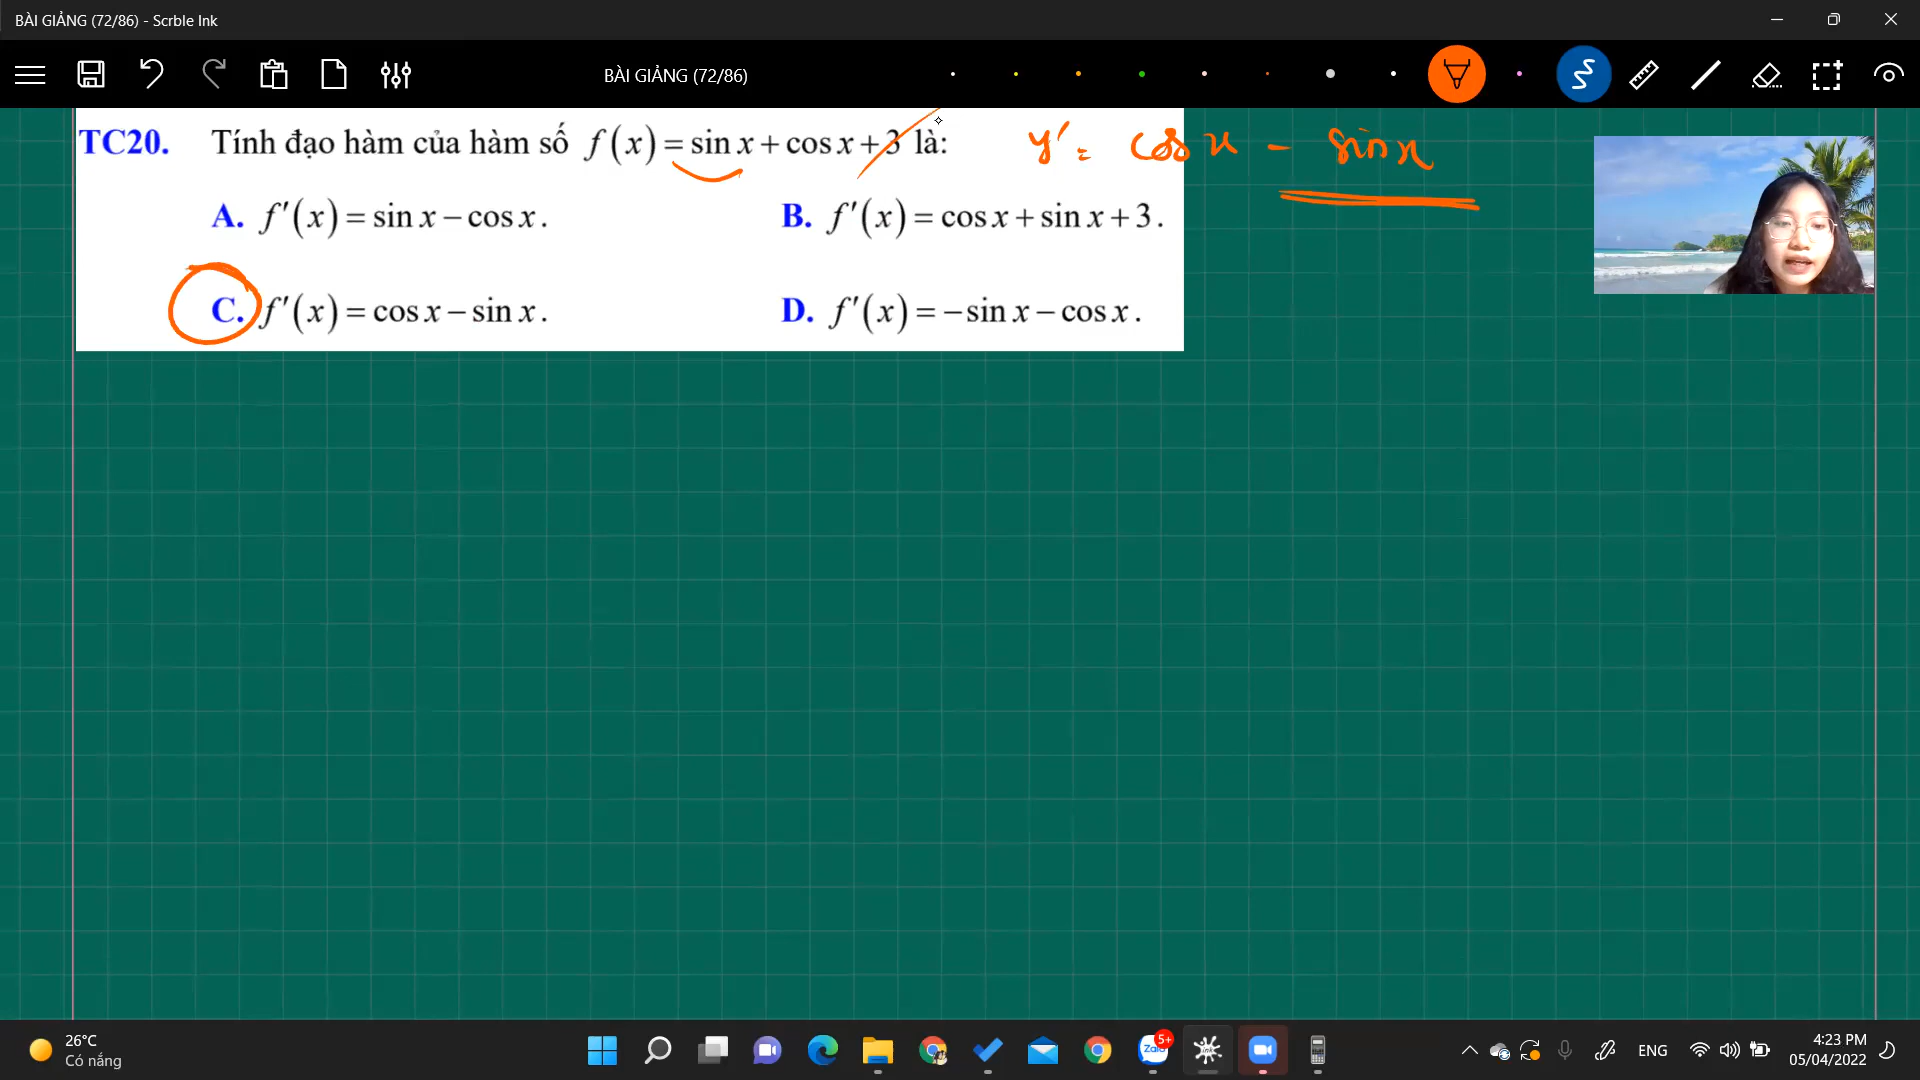 BÀI GIẢNG (72/86) - Scrble Ink
BÀI GIẢNG (72/86)
TC20. Tính đạo hàm của hàm số f(x) = sin x + cos x + 3 là:
y' = cos x - sin x
A. f'(x) = sin x − cos x. B. f'(x) = cos x + sin x + 3.
C. f'(x) = cos x − sin x. D. f'(x) = − sin x − cos x.
26°C
Có nắng
Zalo
5+
ENG
4:23 PM
05/04/2022